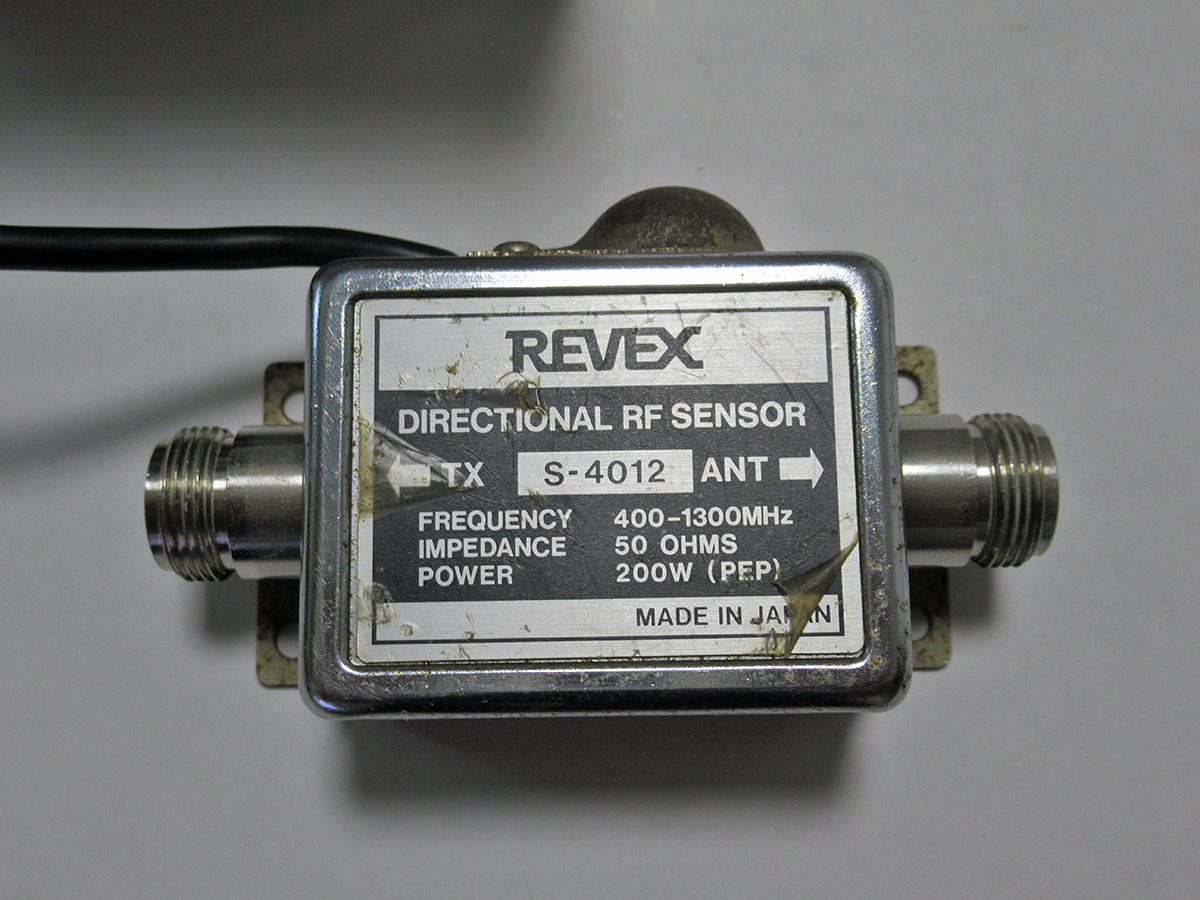 REVEX
DIRECTIONAL RF SENSOR
TX S-4012 ANT
FREQUENCY 400-1300MHz
IMPEDANCE 50 OHMS
POWER 200W (PEP)
MADE IN JAPAN